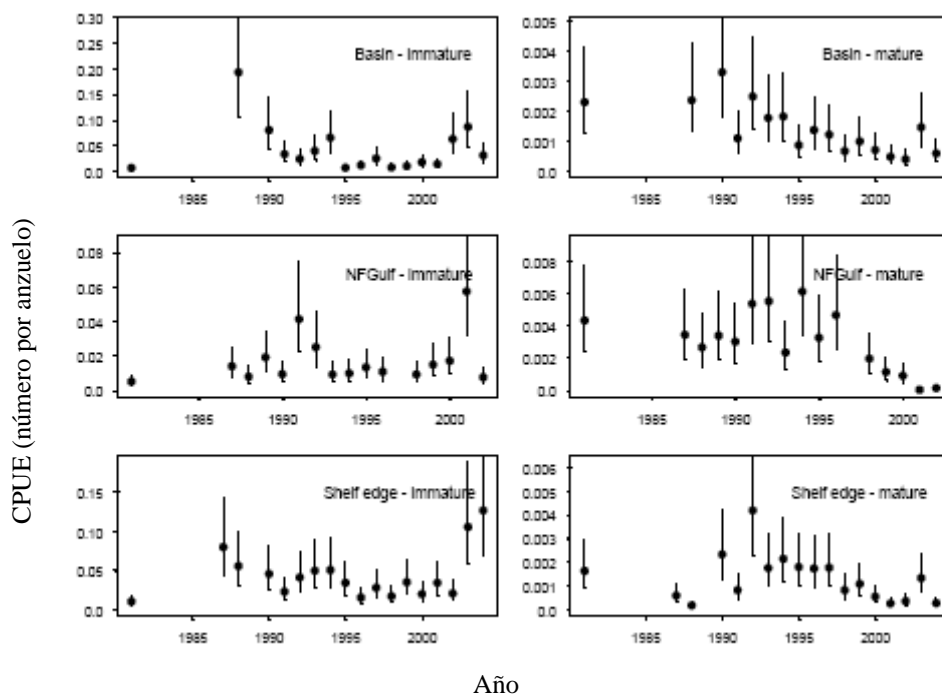 0.30
0.25
0.20
0.15
0.10
0.05
0.0
Basin - Immature
1985 1990 1995 2000
0.005
0.004
0.003
0.002
0.001
0.0
Basin - mature
1985 1990 1995 2000
CPUE (número por anzuelo)
0.08
0.06
0.04
0.02
0.0
NFGulf - Immature
1985 1990 1995 2000
0.008
0.006
0.004
0.002
0.0
NFGulf - mature
1985 1990 1995 2000
0.15
0.10
0.05
0.0
Shelf edge - Immature
1985 1990 1995 2000
0.006
0.005
0.004
0.003
0.002
0.001
0.0
Shelf edge - mature
1985 1990 1995 2000
Año